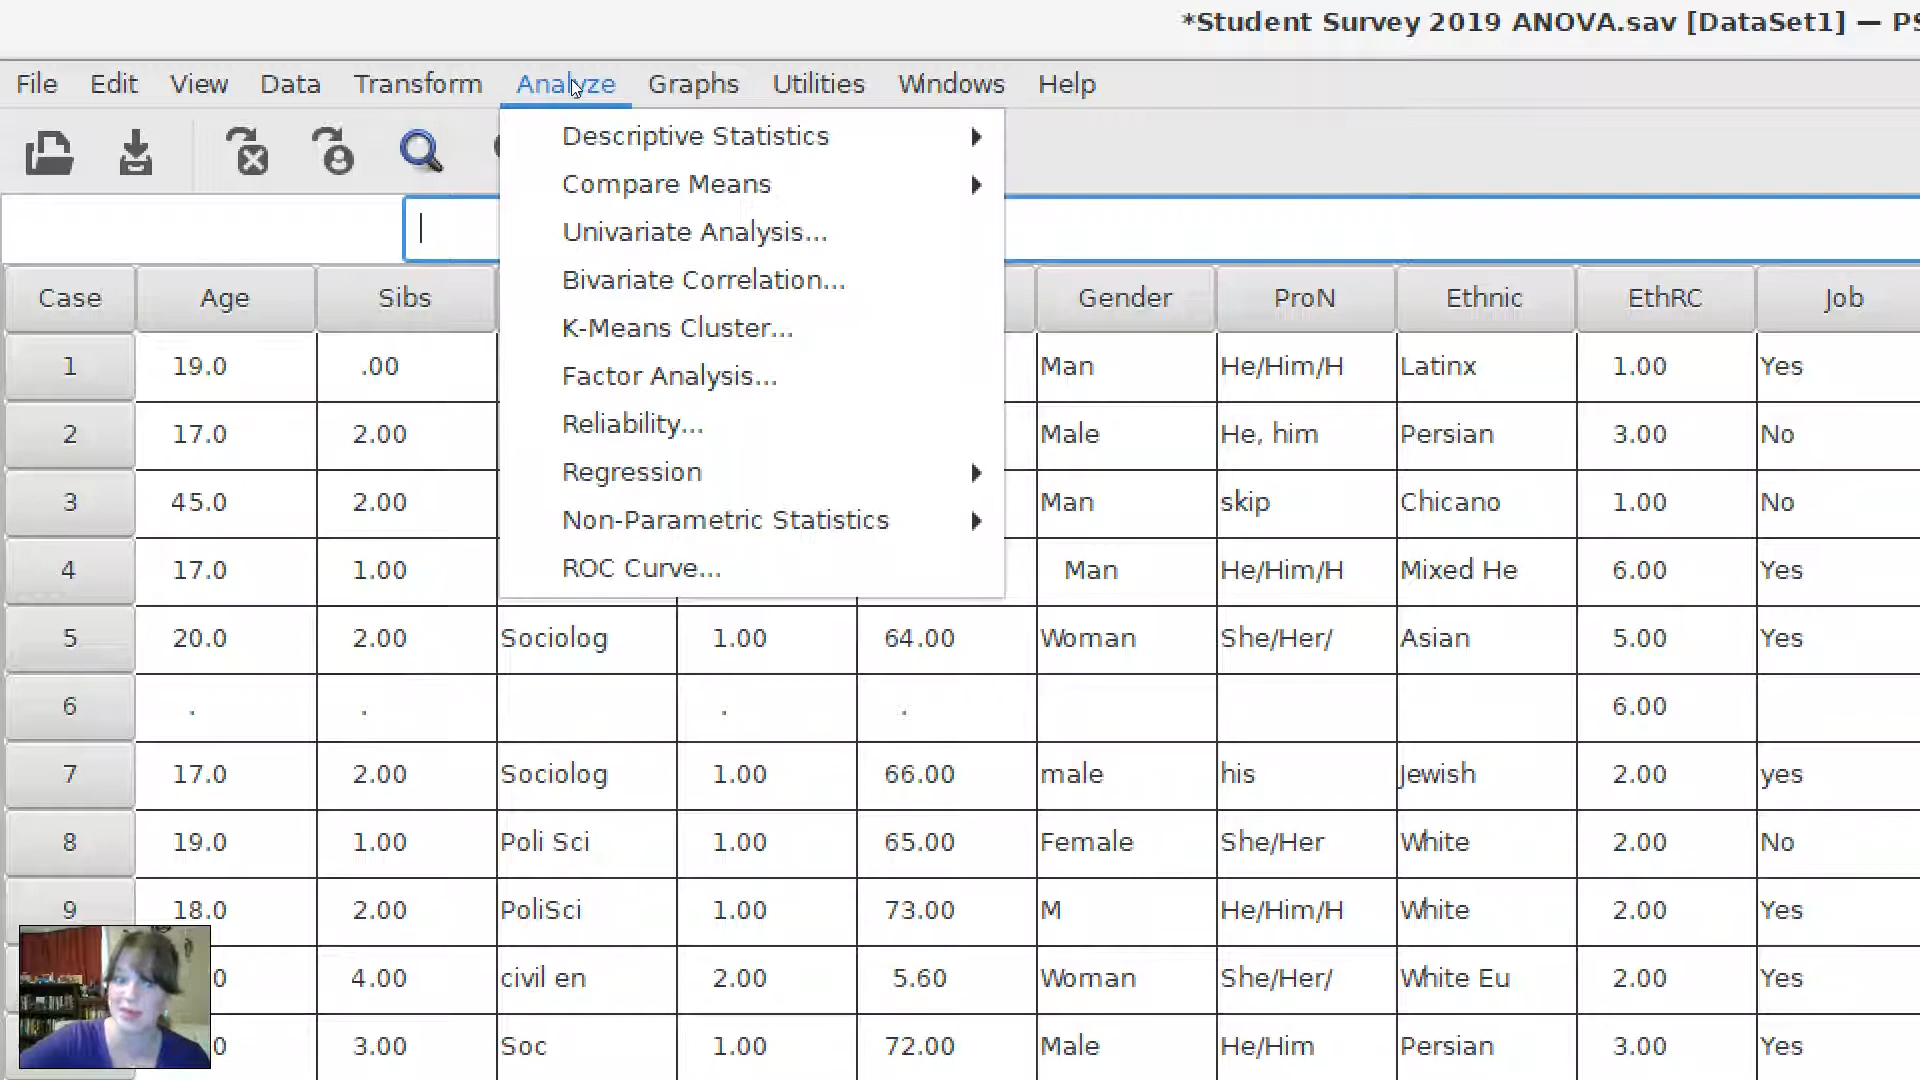 *Student Survey 2019 ANOVA.sav [DataSet1] — PS
File Edit View Data Transform Analyze Graphs Utilities Windows Help
Descriptive Statistics
Compare Means
Univariate Analysis...
Bivariate Correlation...
K-Means Cluster...
Factor Analysis...
Reliability...
Regression
Non-Parametric Statistics
ROC Curve...
Case Age Sibs Gender ProN Ethnic EthRC Job
1 19.0 .00 Man He/Him/H Latinx 1.00 Yes
2 17.0 2.00 Male He, him Persian 3.00 No
3 45.0 2.00 Man skip Chicano 1.00 No
4 17.0 1.00 Man He/Him/H Mixed He 6.00 Yes
5 20.0 2.00 Sociolog 1.00 64.00 Woman She/Her/ Asian 5.00 Yes
6 . . . . 6.00
7 17.0 2.00 Sociolog 1.00 66.00 male his Jewish 2.00 yes
8 19.0 1.00 Poli Sci 1.00 65.00 Female She/Her White 2.00 No
9 18.0 2.00 PoliSci 1.00 73.00 M He/Him/H White 2.00 Yes
0 4.00 civil en 2.00 5.60 Woman She/Her/ White Eu 2.00 Yes
0 3.00 Soc 1.00 72.00 Male He/Him Persian 3.00 Yes